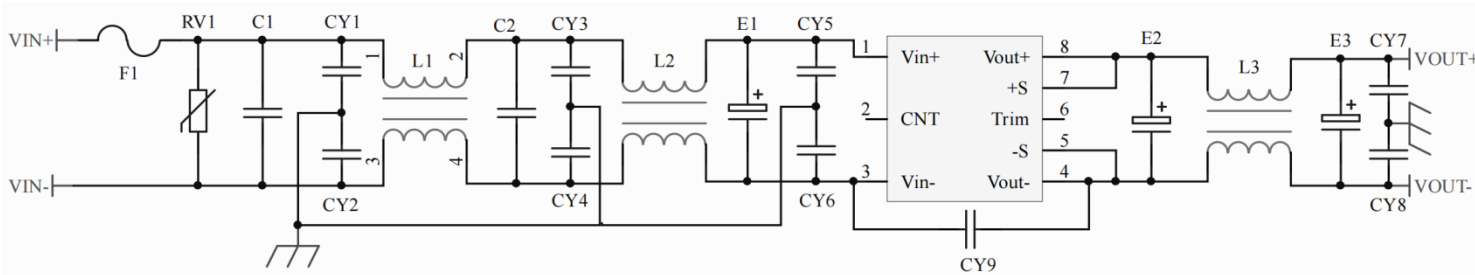 VIN+
F1
RV1
C1
CY1
1
L1
2
C2
CY3
L2
E1
+
CY5
1
Vin+
Vout+
8
+S
7
2
CNT
Trim
6
-S
5
3
Vin-
Vout-
4
E2
+
L3
E3
+
CY7
VOUT+
VIN-
CY2
3
4
CY4
CY6
CY9
CY8
VOUT-